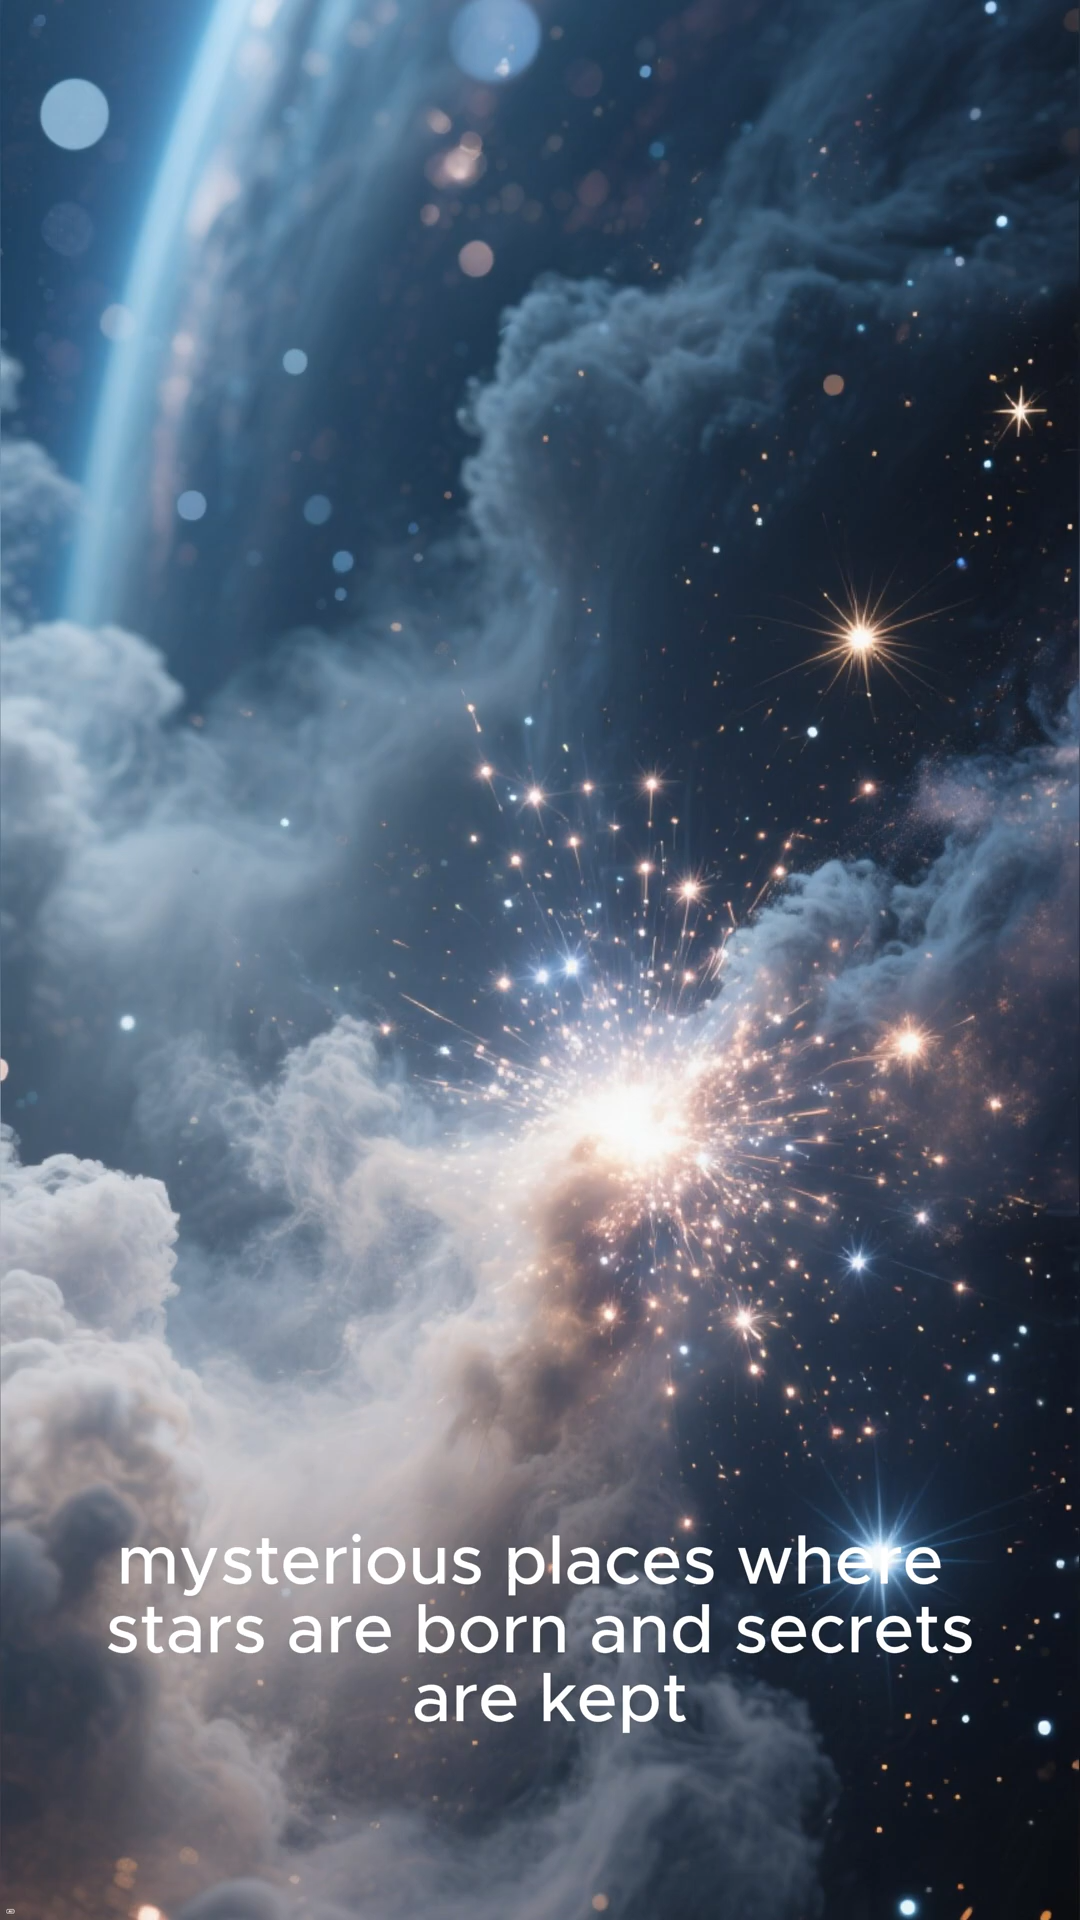 mysterious places where
stars are born and secrets
are kept